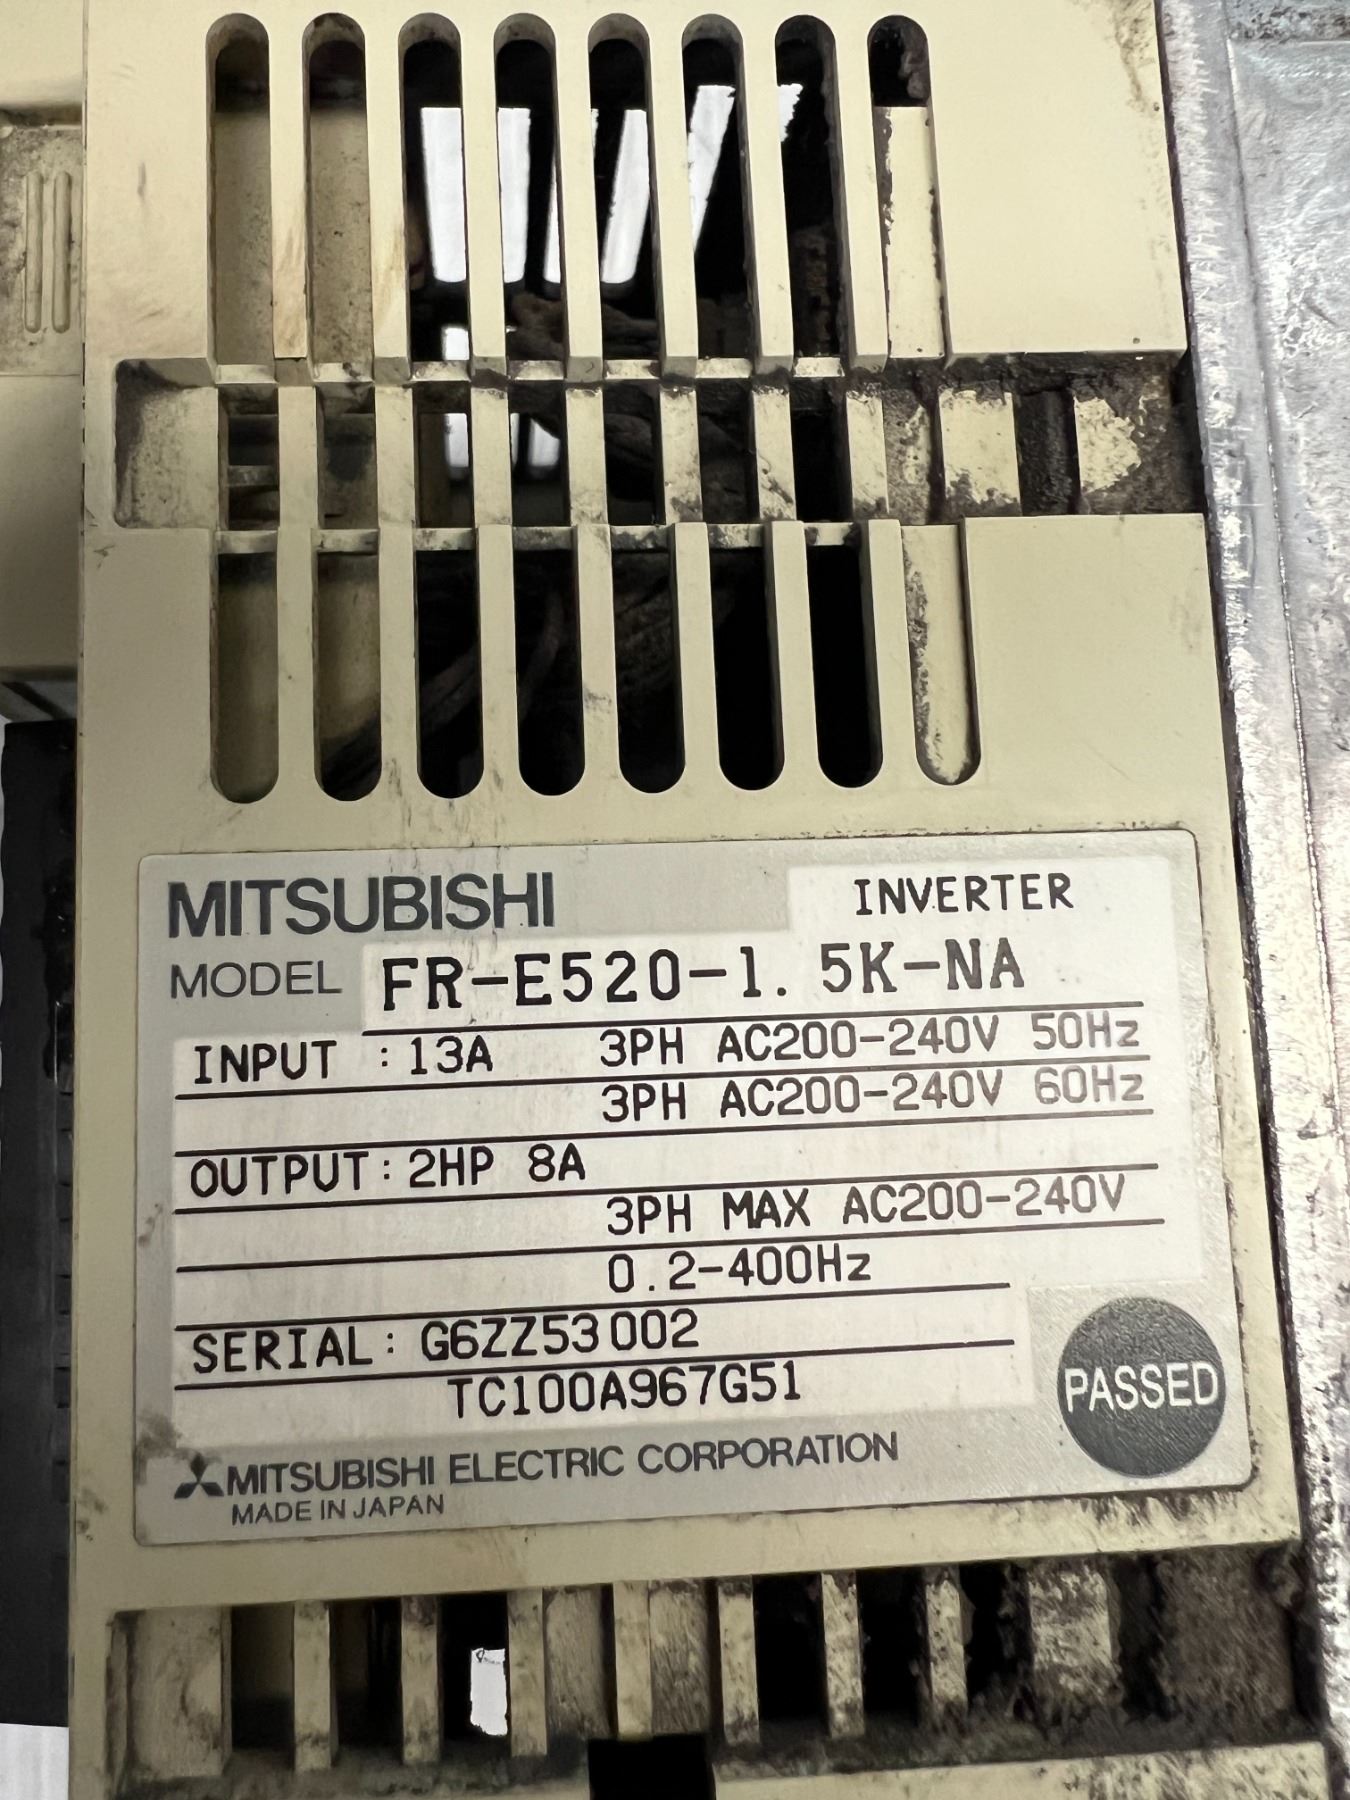 MITSUBISHI INVERTER
MODEL FR-E520-1.5K-NA
INPUT : 13A 3PH AC200-240V 50Hz
3PH AC200-240V 60Hz
OUTPUT : 2HP 8A
3PH MAX AC200-240V
0.2-400Hz
SERIAL : G6ZZ53002
TC100A967G51
PASSED
MITSUBISHI ELECTRIC CORPORATION
MADE IN JAPAN